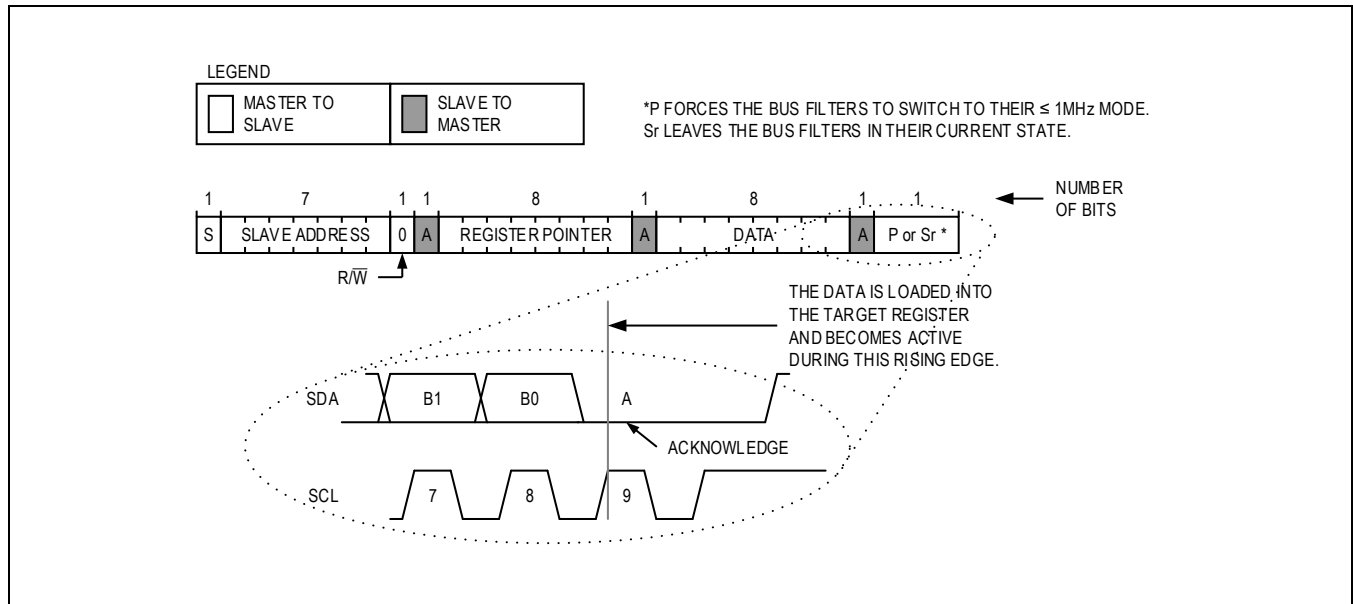 LEGEND
MASTER TO
SLAVE
SLAVE TO
MASTER
*P FORCES THE BUS FILTERS TO SWITCH TO THEIR ≤ 1MHz MODE.
Sr LEAVES THE BUS FILTERS IN THEIR CURRENT STATE.
1 7 1 1 8 1 8 1 1
NUMBER
OF BITS
S SLAVE ADDRESS 0 A REGISTER POINTER A DATA A P or Sr *
R/W̅
THE DATA IS LOADED INTO
THE TARGET REGISTER
AND BECOMES ACTIVE
DURING THIS RISING EDGE.
SDA B1 B0 A
ACKNOWLEDGE
SCL 7 8 9